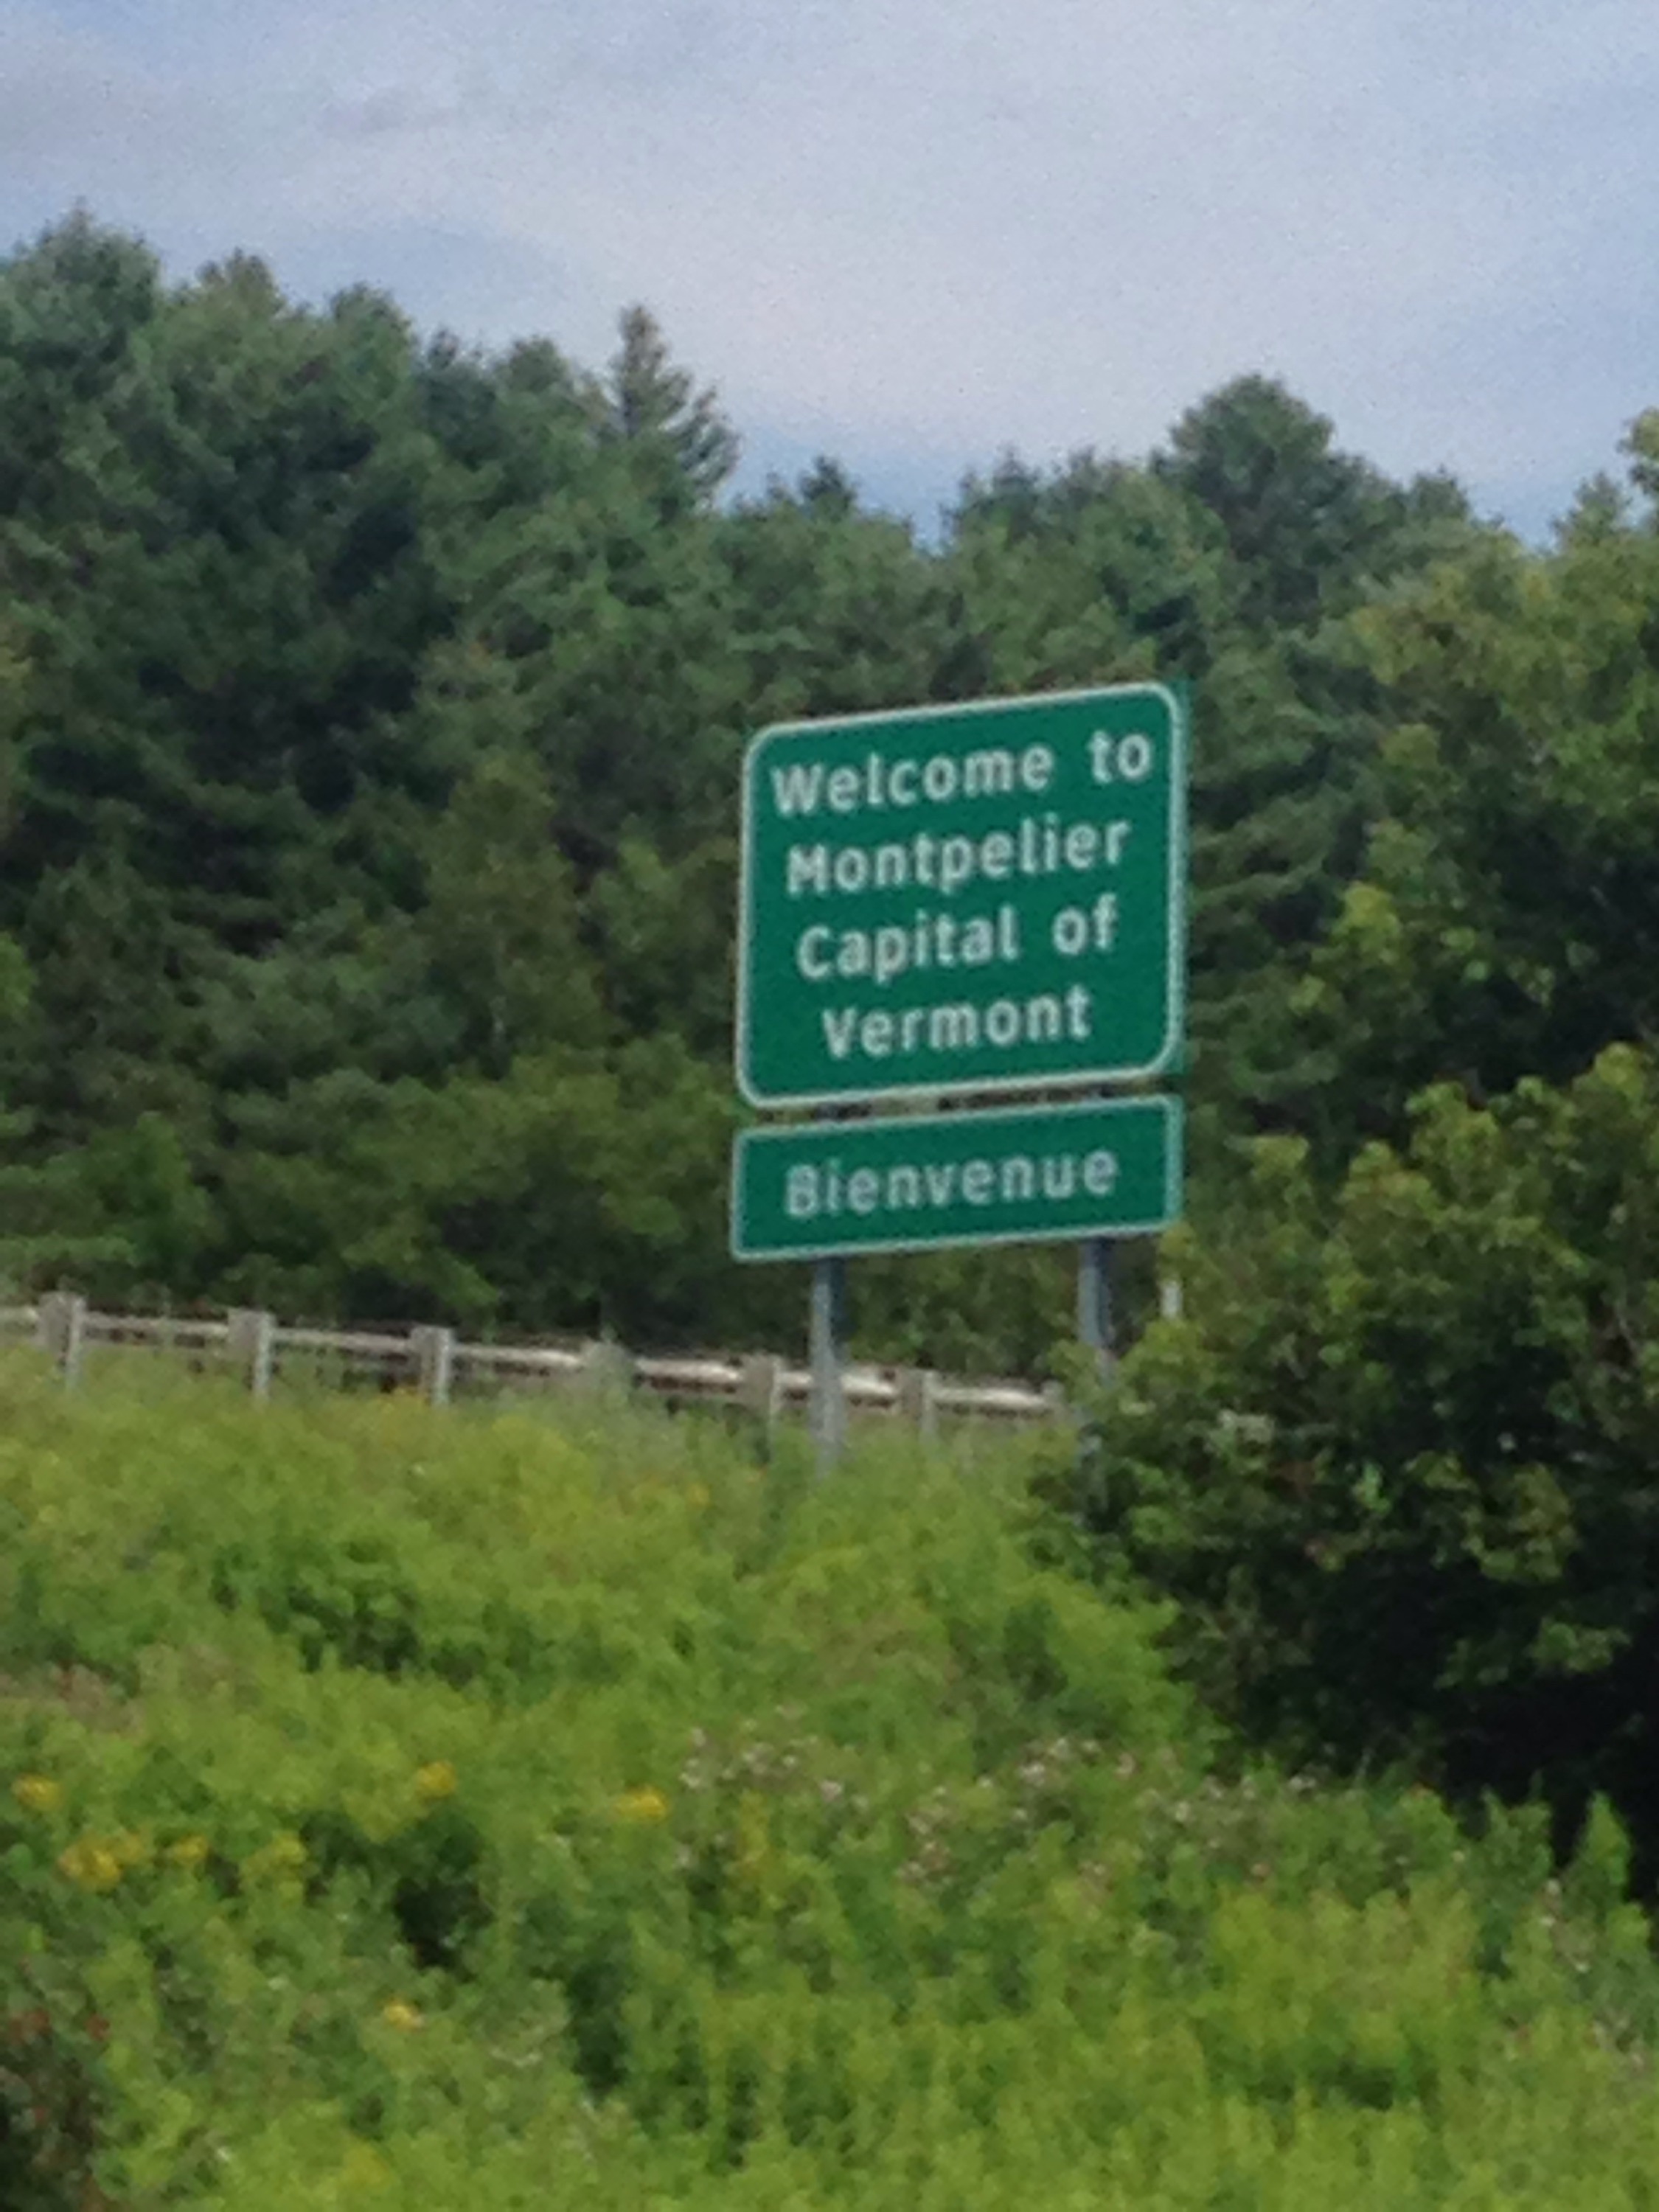 Welcome to
Montpelier
Capital of
Vermont
Bienvenue